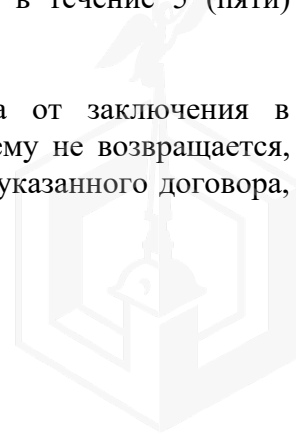 в течение 5 (пяти)
а от заключения в
ему не возвращается,
указанного договора,